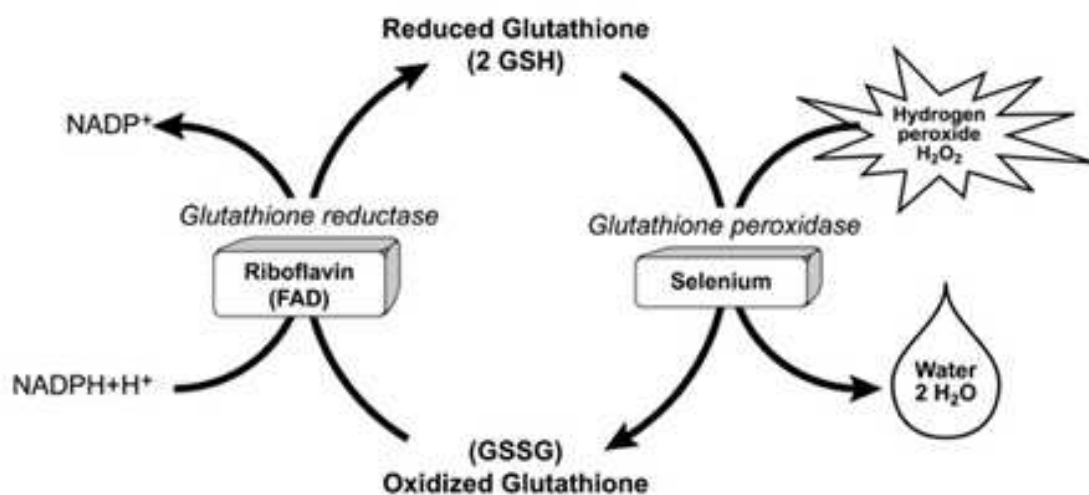 Reduced Glutathione
(2 GSH)
NADP⁺
Hydrogen
peroxide
H₂O₂
Glutathione reductase
Glutathione peroxidase
Riboflavin
(FAD)
Selenium
NADPH+H⁺
Water
2 H₂O
(GSSG)
Oxidized Glutathione